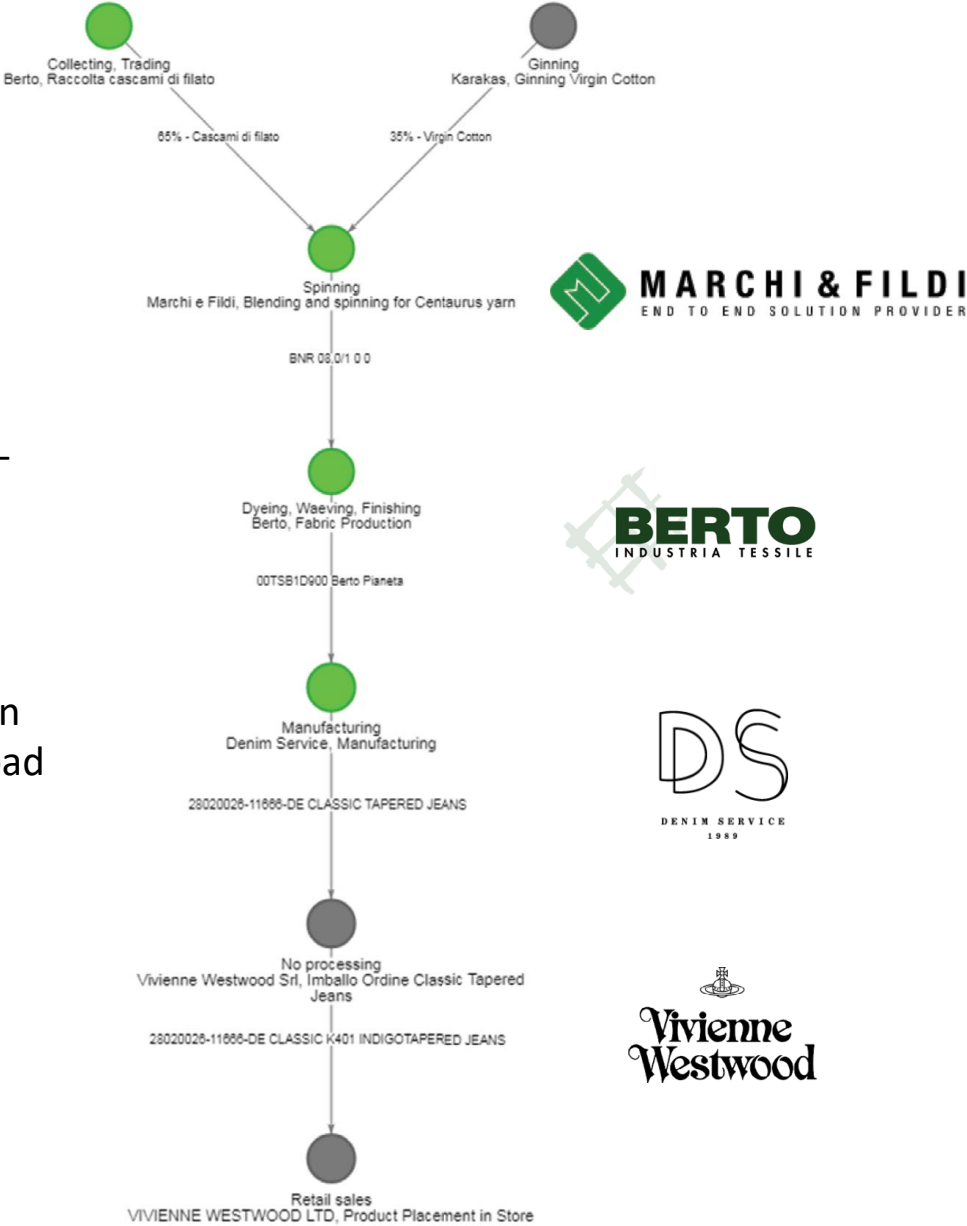 Collecting, Trading
Berto, Raccolta cascami di filato
Ginning
Karakas, Ginning Virgin Cotton
65% - Cascami di filato
35% - Virgin Cotton
Spinning
Marchi e Fildi, Blending and spinning for Centaurus yarn
MARCHI & FILDI
END TO END SOLUTION PROVIDER
BNR 08.0/1 0 0
Dyeing, Waeving, Finishing
Berto, Fabric Production
BERTO
INDUSTRIA TESSILE
00TSB1D900 Berto Pianeta
Manufacturing
Denim Service, Manufacturing
DS
DENIM SERVICE
1989
28020026-11666-DE CLASSIC TAPERED JEANS
No processing
Vivienne Westwood Srl, Imballo Ordine Classic Tapered
Jeans
Vivienne
Westwood
28020026-11666-DE CLASSIC K401 INDIGOTAPERED JEANS
Retail sales
VIVIENNE WESTWOOD LTD, Product Placement in Store